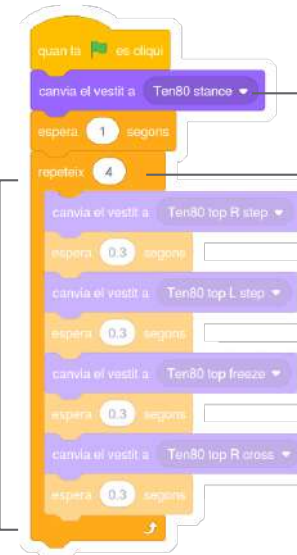 quan la es cliqui
canvia el vestit a Ten80 stance
espera 1 segons
repeteix 4
canvia el vestit a Ten80 top R step
espera 0.3 segons
canvia el vestit a Ten80 top L step
espera 0.3 segons
canvia el vestit a Ten80 top freeze
espera 0.3 segons
canvia el vestit a Ten80 top R cross
espera 0.3 segons